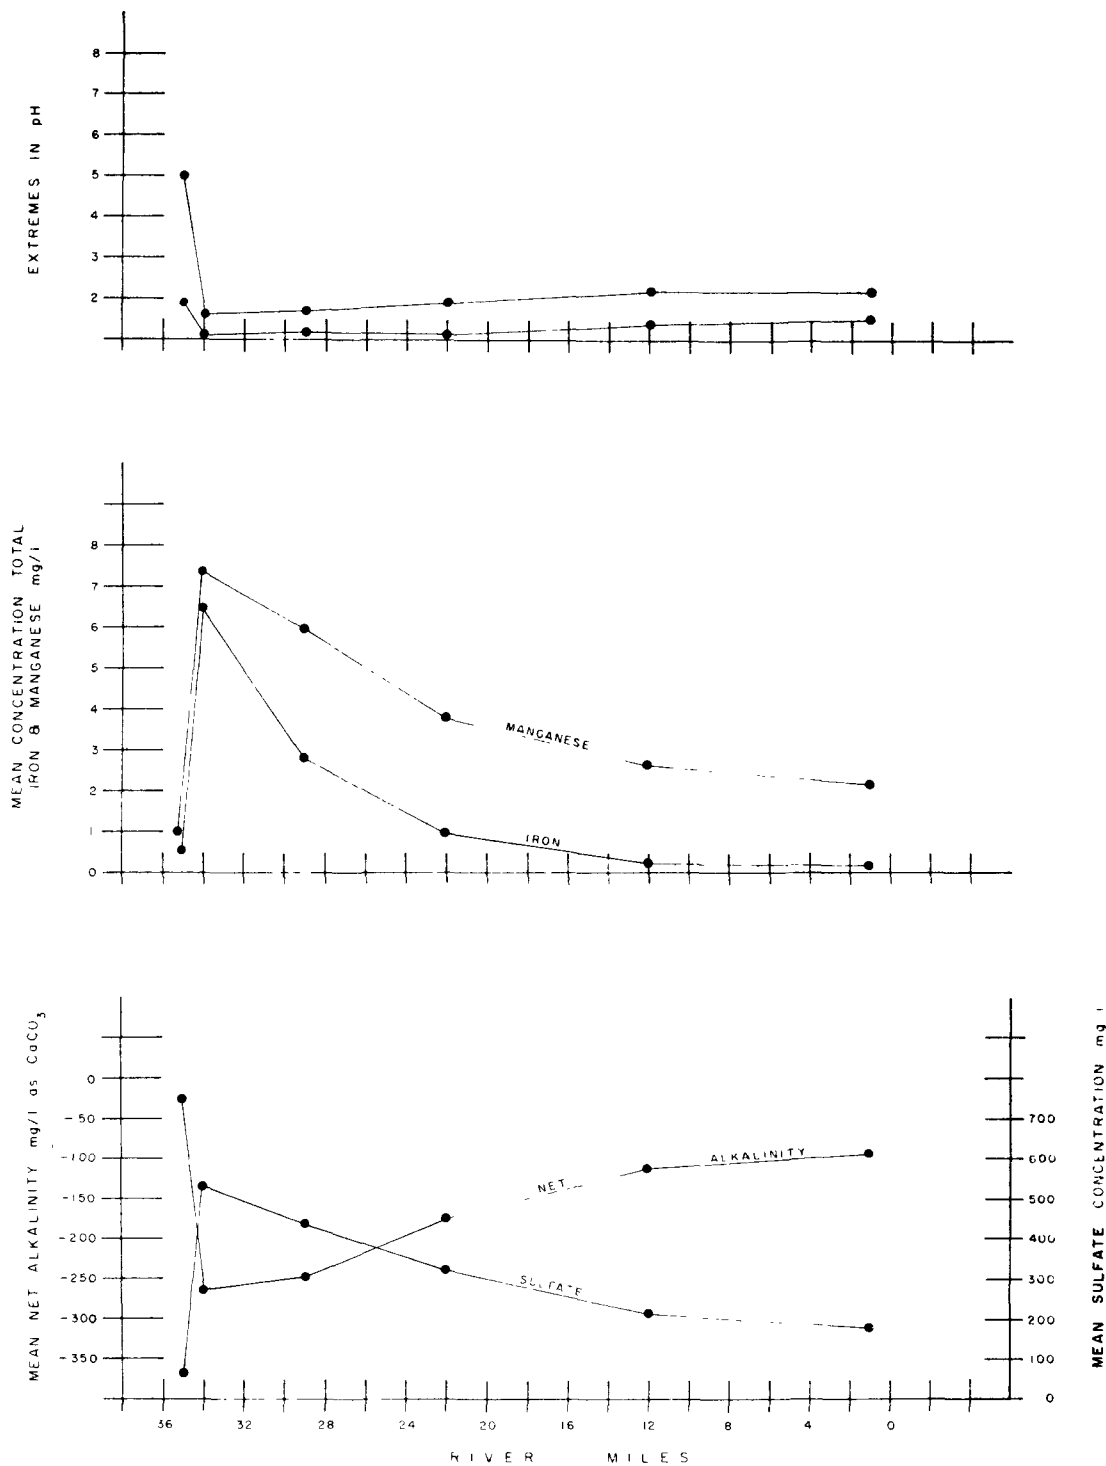 EXTREMES IN pH
8
7
6
5
4
3
2
MEAN CONCENTRATION TOTAL
IRON & MANGANESE mg/l
8
7
6
5
4
3
2
1
0
MANGANESE
IRON
MEAN NET ALKALINITY mg/l as CaCO3
0
-50
-100
-150
-200
-250
-300
-350
NET ALKALINITY
SULFATE
700
600
500
400
300
200
100
0
MEAN SULFATE CONCENTRATION mg l
36 32 28 24 20 16 12 8 4 0
RIVER MILES